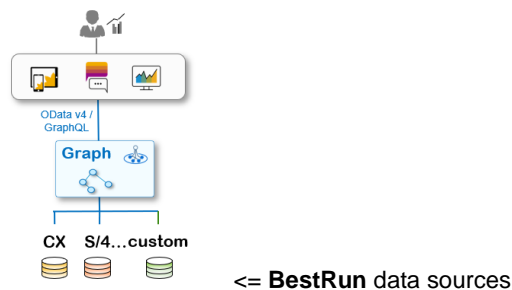 OData v4 /
GraphQL
Graph
CX S/4...custom
<= BestRun data sources